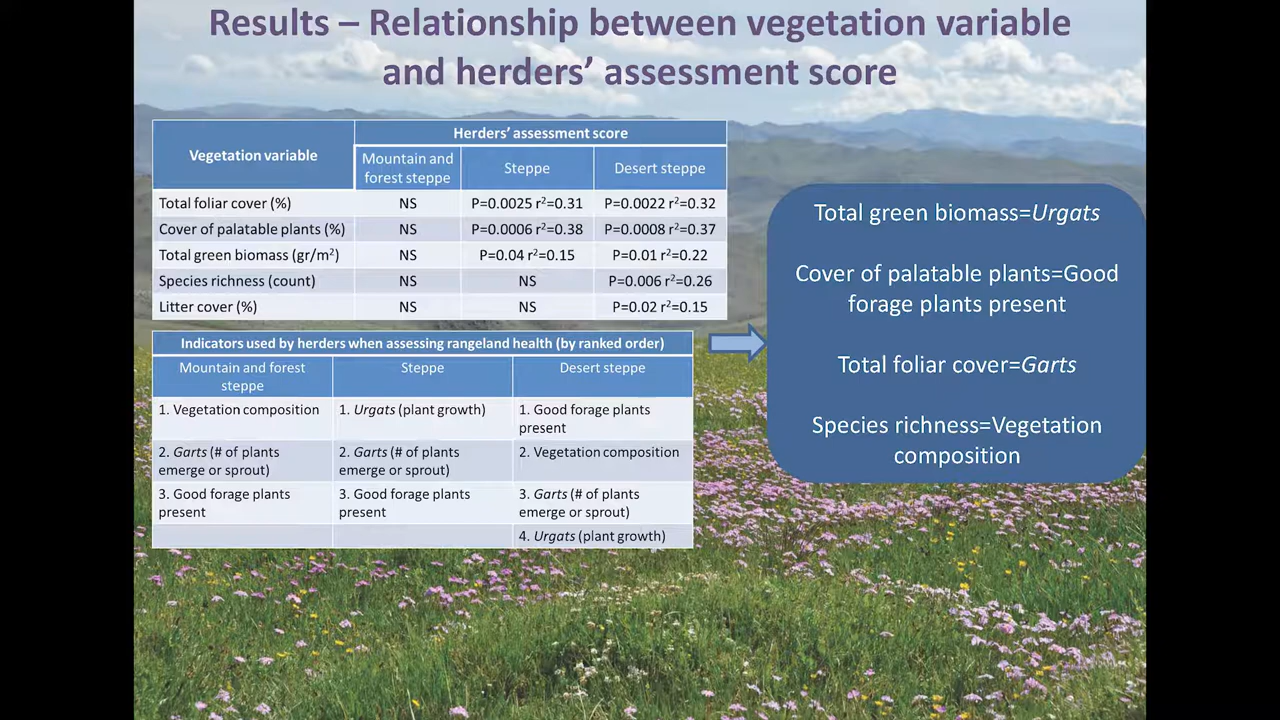 Results – Relationship between vegetation variable
and herders' assessment score
Vegetation variable
Herders' assessment score
Mountain and
forest steppe
Steppe
Desert steppe
Total foliar cover (%) NS P=0.0025 r²=0.31 P=0.0022 r²=0.32
Cover of palatable plants (%) NS P=0.0006 r²=0.38 P=0.0008 r²=0.37
Total green biomass (gr/m²) NS P=0.04 r²=0.15 P=0.01 r²=0.22
Species richness (count) NS NS P=0.006 r²=0.26
Litter cover (%) NS NS P=0.02 r²=0.15
Indicators used by herders when assessing rangeland health (by ranked order)
Mountain and forest
steppe
Steppe
Desert steppe
1. Vegetation composition
1. Urgats (plant growth)
1. Good forage plants
present
2. Garts (# of plants
emerge or sprout)
2. Garts (# of plants
emerge or sprout)
2. Vegetation composition
3. Good forage plants
present
3. Good forage plants
present
3. Garts (# of plants
emerge or sprout)
4. Urgats (plant growth)
Total green biomass=Urgats
Cover of palatable plants=Good
forage plants present
Total foliar cover=Garts
Species richness=Vegetation
composition